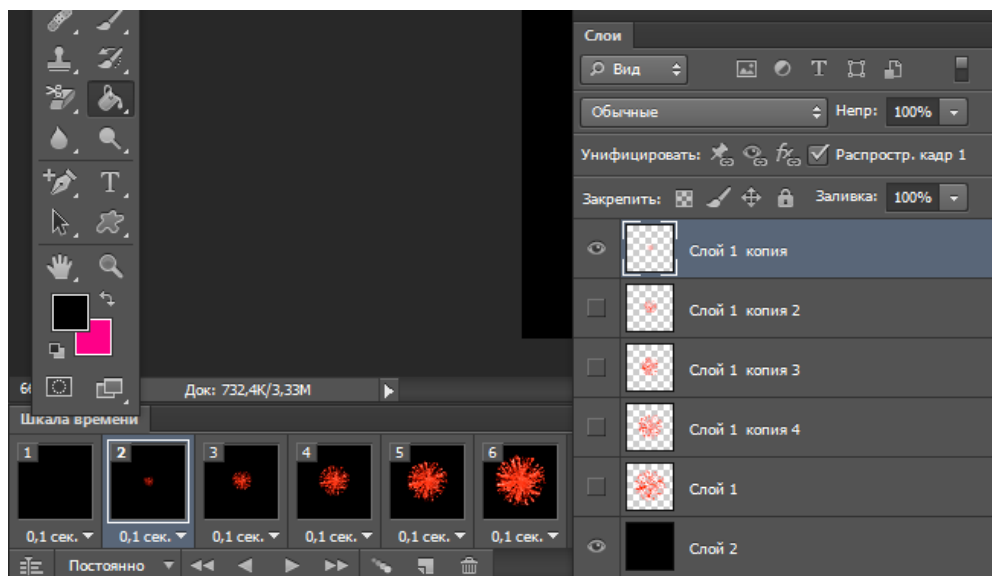 Слои
Вид
Обычные
Непр: 100%
Унифицировать:
Распростр. кадр 1
Закрепить:
Заливка: 100%
Слой 1 копия
Слой 1 копия 2
Слой 1 копия 3
Слой 1 копия 4
Слой 1
Слой 2
Док: 732,4K/3,33M
Шкала времени
1 2 3 4 5 6
0,1 сек. 0,1 сек. 0,1 сек. 0,1 сек. 0,1 сек. 0,1 сек.
Постоянно